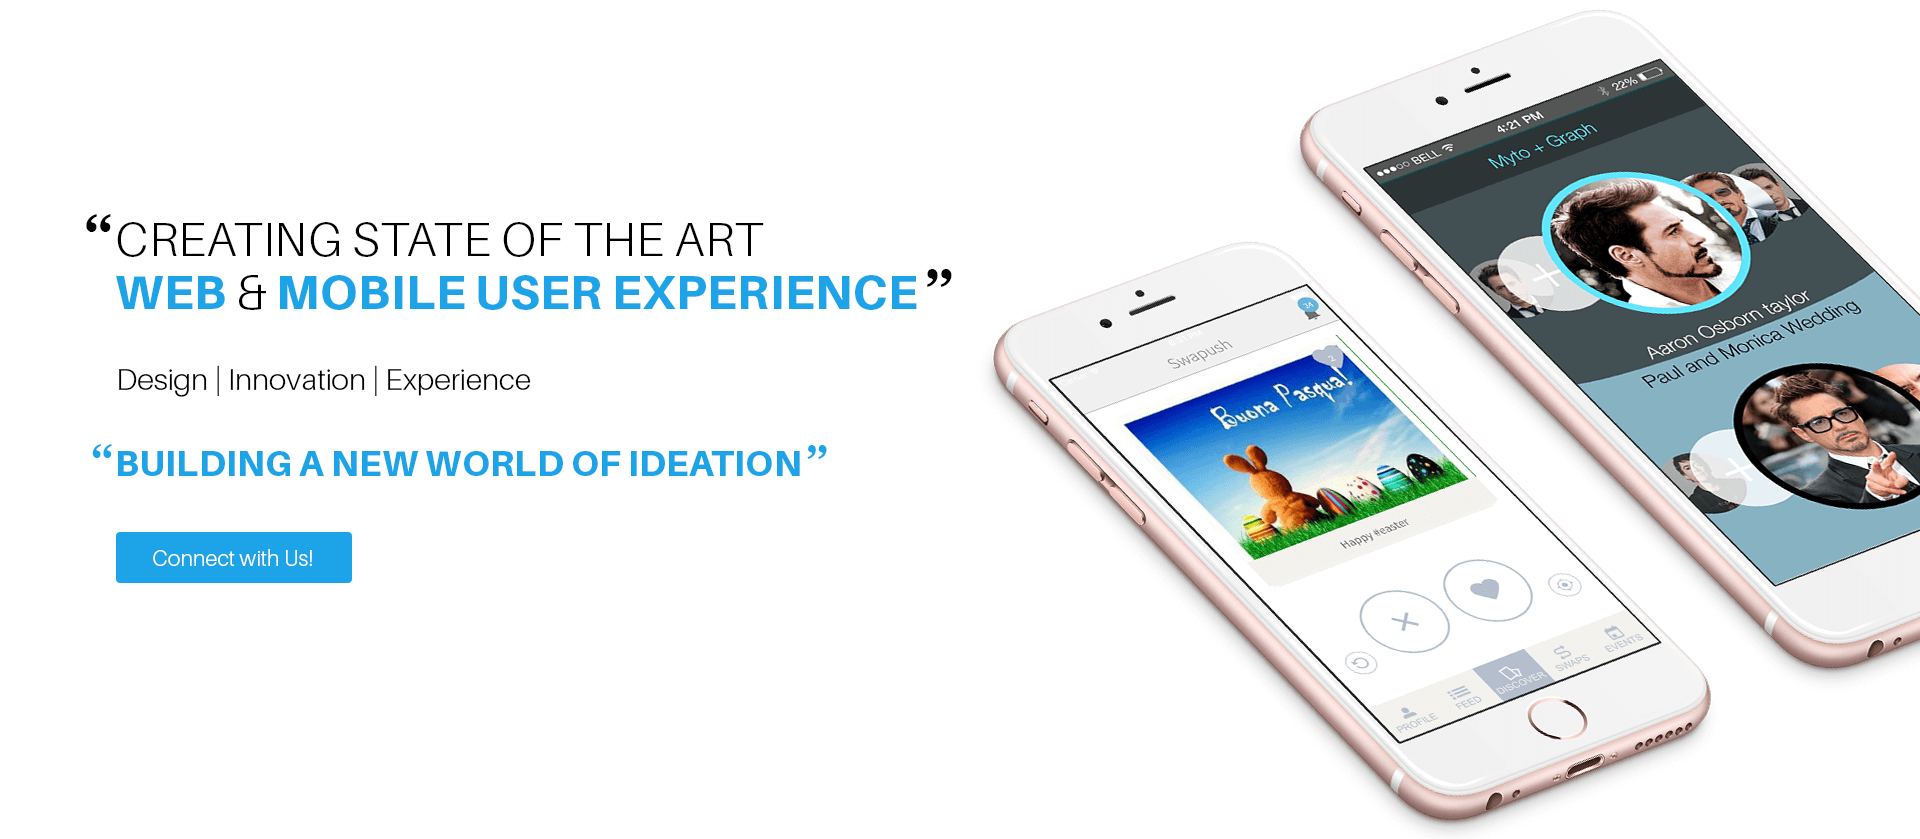 “CREATING STATE OF THE ART
WEB & MOBILE USER EXPERIENCE”
Design | Innovation | Experience
“BUILDING A NEW WORLD OF IDEATION”
Connect with Us!
Swapush
24
2
Buona Pasqua!
Happy #easter
PROFILE
FEED
DISCOVER
SWAPS
EVENTS
BELL
4:21 PM
22%
Myto + Graph
Aaron Osborn taylor
Paul and Monica Wedding